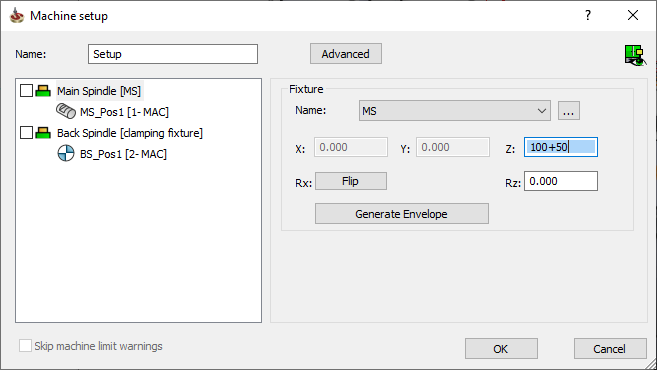 Machine setup
?
Name: Setup Advanced
Main Spindle [MS]
MS_Pos1 [1- MAC]
Back Spindle [clamping fixture]
BS_Pos1 [2- MAC]
Fixture
Name: MS ...
X: 0.000 Y: 0.000 Z: 100+50
Rx: Flip Rz: 0.000
Generate Envelope
Skip machine limit warnings
OK Cancel